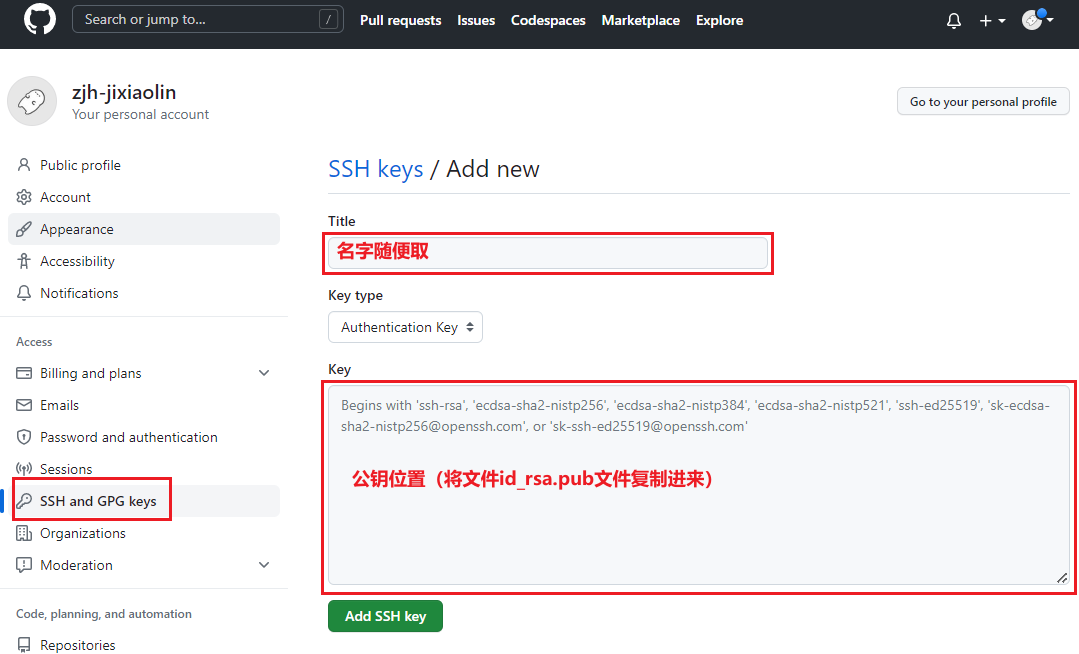 Search or jump to... /
Pull requests Issues Codespaces Marketplace Explore
zjh-jixiaolin
Your personal account
Go to your personal profile
Public profile
Account
Appearance
Accessibility
Notifications
Access
Billing and plans
Emails
Password and authentication
Sessions
SSH and GPG keys
Organizations
Moderation
Code, planning, and automation
Repositories
SSH keys / Add new
Title
名字随便取
Key type
Authentication Key
Key
Begins with 'ssh-rsa', 'ecdsa-sha2-nistp256', 'ecdsa-sha2-nistp384', 'ecdsa-sha2-nistp521', 'ssh-ed25519', 'sk-ecdsa-
sha2-nistp256@openssh.com', or 'sk-ssh-ed25519@openssh.com'
公钥位置（将文件id_rsa.pub文件复制进来）
Add SSH key